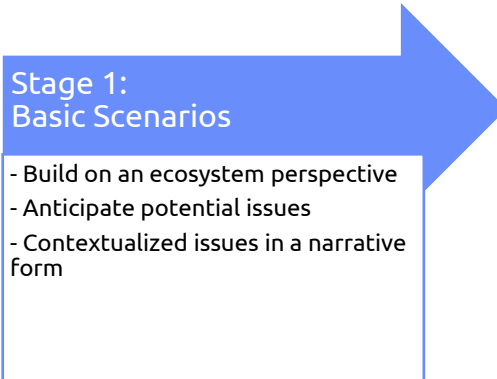 Stage 1:
Basic Scenarios
- Build on an ecosystem perspective
- Anticipate potential issues
- Contextualized issues in a narrative
form